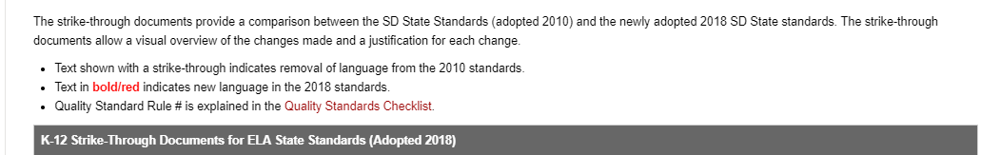 The strike-through documents provide a comparison between the SD State Standards (adopted 2010) and the newly adopted 2018 SD State standards. The strike-through
documents allow a visual overview of the changes made and a justification for each change.
• Text shown with a strike-through indicates removal of language from the 2010 standards.
• Text in bold/red indicates new language in the 2018 standards.
• Quality Standard Rule # is explained in the Quality Standards Checklist.
K-12 Strike-Through Documents for ELA State Standards (Adopted 2018)